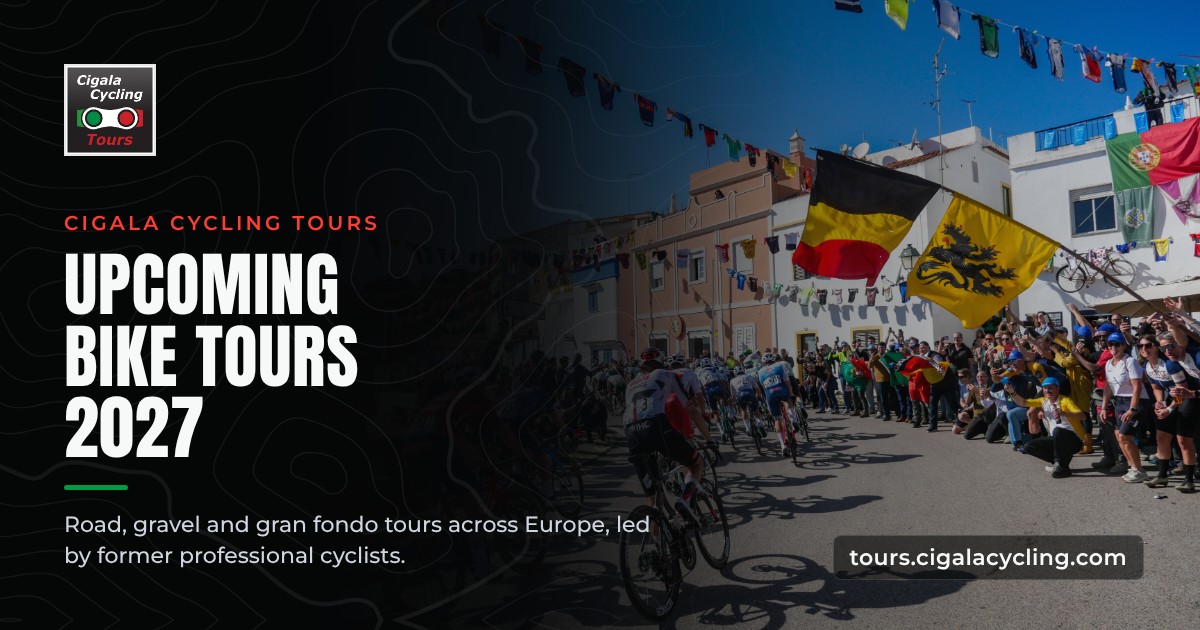 Cigala
Cycling
Tours
CIGALA CYCLING TOURS
UPCOMING
BIKE TOURS
2027
Road, gravel and gran fondo tours across Europe, led
by former professional cyclists.
tours.cigalacycling.com